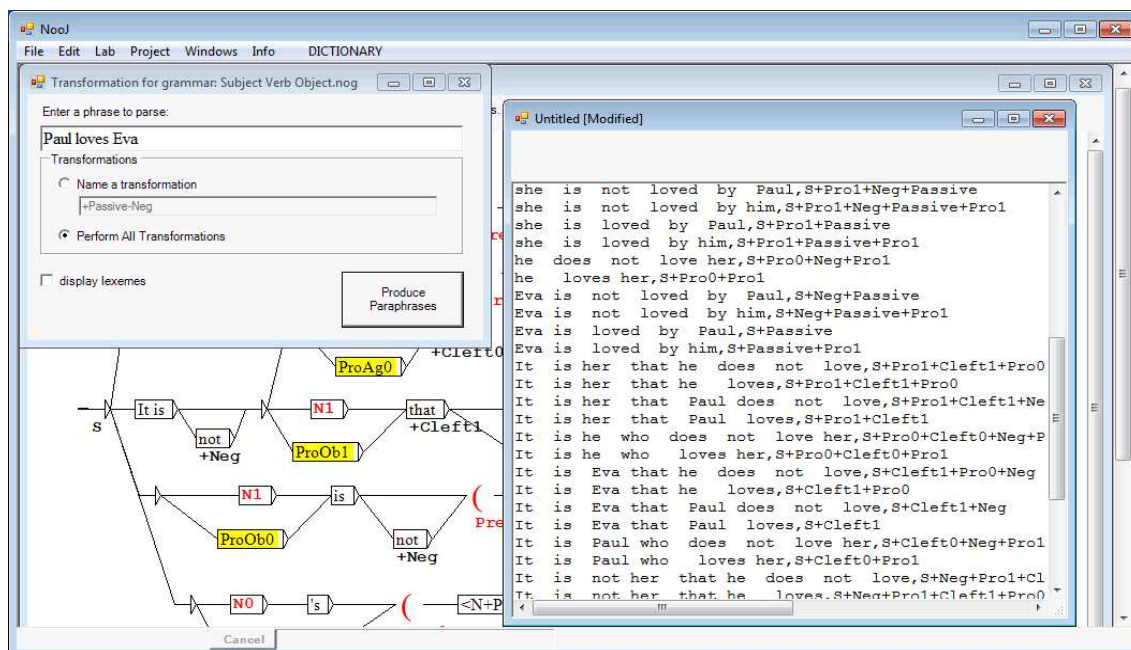 NooJ
File Edit Lab Project Windows Info DICTIONARY
Transformation for grammar: Subject Verb Object.nog
Enter a phrase to parse:
Paul loves Eva
Transformations
Name a transformation
+Passive-Neg
Perform All Transformations
display lexemes
Produce
Paraphrases
s.
Untitled [Modified]
she is not loved by Paul,S+Pro1+Neg+Passive
she is not loved by him,S+Pro1+Neg+Passive+Pro1
she is loved by Paul,S+Pro1+Passive
she is loved by him,S+Pro1+Passive+Pro1
he does not love her,S+Pro0+Neg+Pro1
he loves her,S+Pro0+Pro1
Eva is not loved by Paul,S+Neg+Passive
Eva is not loved by him,S+Neg+Passive+Pro1
Eva is loved by Paul,S+Passive
Eva is loved by him,S+Passive+Pro1
It is her that he does not love,S+Pro1+Cleft1+Pro0
It is her that he loves,S+Pro1+Cleft1+Pro0
It is her that Paul does not love,S+Pro1+Cleft1+Ne
It is her that Paul loves,S+Pro1+Cleft1
It is he who does not love her,S+Pro0+Cleft0+Neg+P
It is he who loves her,S+Pro0+Cleft0+Pro1
It is Eva that he does not love,S+Cleft1+Pro0+Neg
It is Eva that he loves,S+Cleft1+Pro0
It is Eva that Paul does not love,S+Cleft1+Neg
It is Eva that Paul loves,S+Cleft1
It is Paul who does not love her,S+Cleft0+Neg+Pro1
It is Paul who loves her,S+Cleft0+Pro1
It is not her that he does not love,S+Neg+Pro1+Cl
It is not her that he loves,S+Neg+Pro1+Cleft1+Pro0
+Cleft0
ProAg0
S
It is
not
+Neg
N1
ProOb1
that
+Cleft1
N1
ProOb0
is
not
+Neg
( Pre
N0
's
( <N+P
Cancel